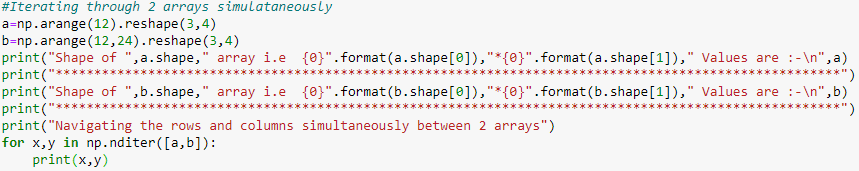 #Iterating through 2 arrays simulataneously
a=np.arange(12).reshape(3,4)
b=np.arange(12,24).reshape(3,4)
print("Shape of ",a.shape," array i.e  {0}".format(a.shape[0]),"*{0}".format(a.shape[1])," Values are :-\n",a)
print("******************************************************************************************************")
print("Shape of ",b.shape," array i.e  {0}".format(b.shape[0]),"*{0}".format(b.shape[1])," Values are :-\n",b)
print("******************************************************************************************************")
print("Navigating the rows and columns simultaneously between 2 arrays")
for x,y in np.nditer([a,b]):
    print(x,y)